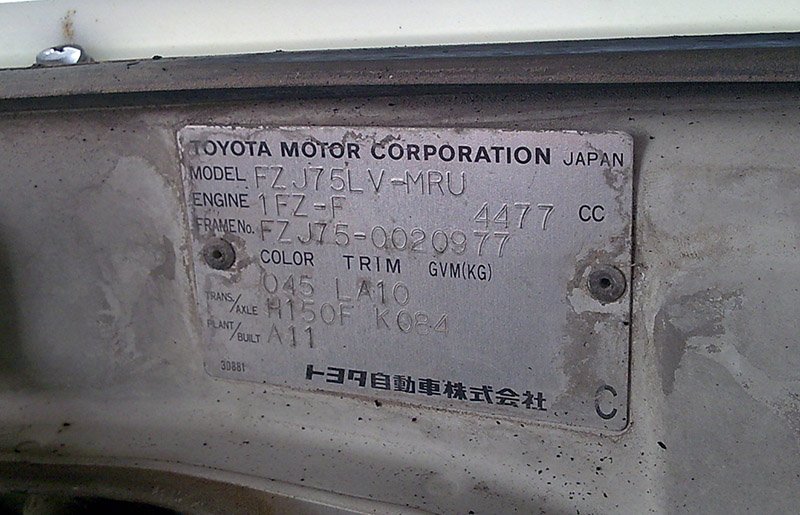 TOYOTA MOTOR CORPORATION JAPAN
MODEL FZJ75LV-MRU
ENGINE 1FZ-F 4477 CC
FRAME No. FZJ75-0020977
COLOR TRIM GVM(KG)
045 LA10
TRANS./AXLE H150F K084
PLANT/BUILT A11
30881
トヨタ自動車株式会社 C